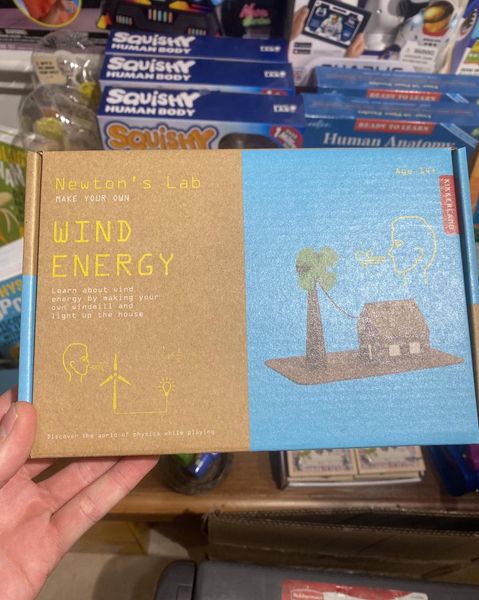 SQUISHY
HUMAN BODY
SQUISHY
HUMAN BODY
SQUISHY
HUMAN BODY
SQUISHY
READY TO LEARN
READY TO LEARN
Human Anatomy
Newton's Lab
MAKE YOUR OWN
WIND
ENERGY
Learn about wind
energy by making your
own windmill and
light up the house
Discover the world of physics while playing
Age 14+
KIKKERLAND